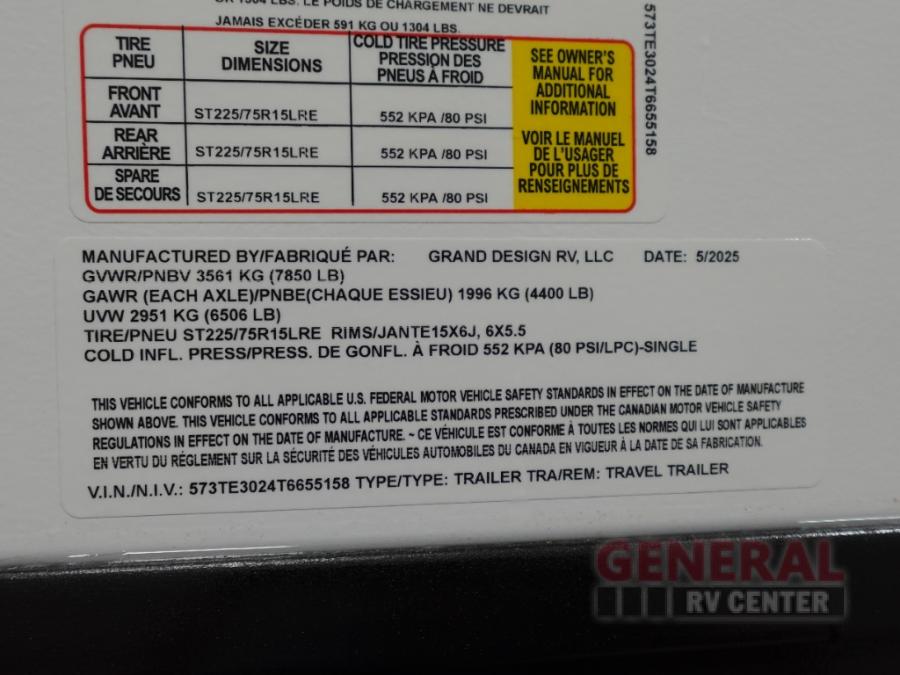 OR 1304 LBS. LE POIDS DE CHARGEMENT NE DEVRAIT
JAMAIS EXCÉDER 591 KG OU 1304 LBS.
TIRE PNEU SIZE DIMENSIONS COLD TIRE PRESSURE PRESSION DES PNEUS À FROID
FRONT AVANT ST225/75R15LRE 552 KPA /80 PSI
REAR ARRIÈRE ST225/75R15LRE 552 KPA /80 PSI
SPARE DE SECOURS ST225/75R15LRE 552 KPA /80 PSI
SEE OWNER'S
MANUAL FOR
ADDITIONAL
INFORMATION
VOIR LE MANUEL
DE L'USAGER
POUR PLUS DE
RENSEIGNEMENTS
573TE3024T6655158
MANUFACTURED BY/FABRIQUÉ PAR: GRAND DESIGN RV, LLC DATE: 5/2025
GVWR/PNBV 3561 KG (7850 LB)
GAWR (EACH AXLE)/PNBE(CHAQUE ESSIEU) 1996 KG (4400 LB)
UVW 2951 KG (6506 LB)
TIRE/PNEU ST225/75R15LRE RIMS/JANTE15X6J, 6X5.5
COLD INFL. PRESS/PRESS. DE GONFL. À FROID 552 KPA (80 PSI/LPC)-SINGLE
THIS VEHICLE CONFORMS TO ALL APPLICABLE U.S. FEDERAL MOTOR VEHICLE SAFETY STANDARDS IN EFFECT ON THE DATE OF MANUFACTURE
SHOWN ABOVE. THIS VEHICLE CONFORMS TO ALL APPLICABLE STANDARDS PRESCRIBED UNDER THE CANADIAN MOTOR VEHICLE SAFETY
REGULATIONS IN EFFECT ON THE DATE OF MANUFACTURE. ~ CE VÉHICULE EST CONFORME À TOUTES LES NORMES QUI LUI SONT APPLICABLES
EN VERTU DU RÉGLEMENT SUR LA SÉCURITÉ DES VÉHICULES AUTOMOBILES DU CANADA EN VIGUEUR À LA DATE DE SA FABRICATION.
V.I.N./N.I.V.: 573TE3024T6655158 TYPE/TYPE: TRAILER TRA/REM: TRAVEL TRAILER
GENERAL
RV CENTER